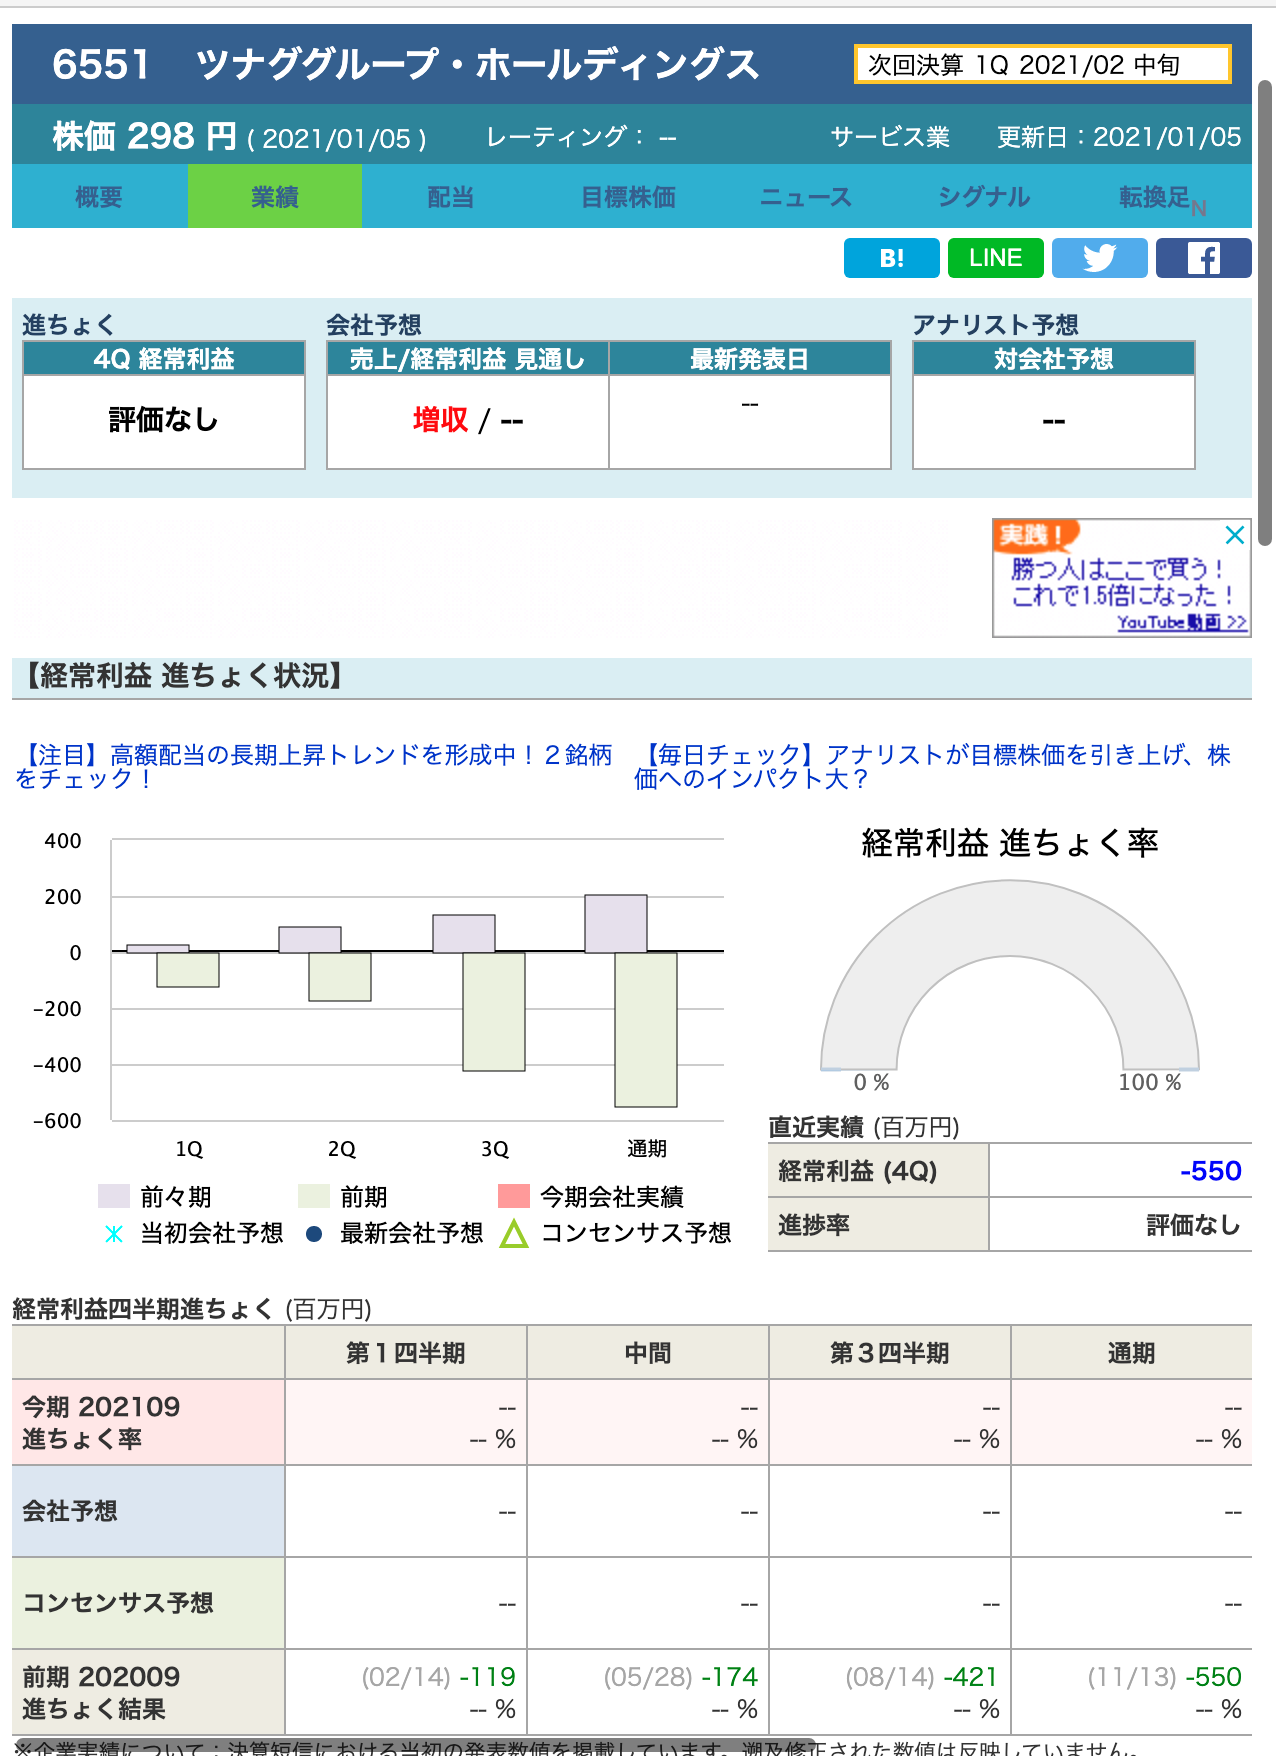 6551　ツナググループ・ホールディングス
次回決算 1Q 2021/02 中旬
株価 298 円 ( 2021/01/05 )
レーティング： --
サービス業
更新日：2021/01/05
概要
業績
配当
目標株価
ニュース
シグナル
転換足N
B!
LINE
進ちょく
4Q 経常利益
評価なし
会社予想
売上/経常利益 見通し
最新発表日
増収 / --
--
アナリスト予想
対会社予想
--
実践！
勝つ人はここで買う！
これで1.5倍になった！
YouTube動画 >>
【経常利益 進ちょく状況】
【注目】高額配当の長期上昇トレンドを形成中！２銘柄
をチェック！
【毎日チェック】アナリストが目標株価を引き上げ、株
価へのインパクト大？
400
200
0
-200
-400
-600
1Q
2Q
3Q
通期
前々期
前期
今期会社実績
当初会社予想
最新会社予想
コンセンサス予想
経常利益 進ちょく率
0 %
100 %
直近実績 (百万円)
経常利益 (4Q) -550
進捗率 評価なし
経常利益四半期進ちょく (百万円)
第１四半期 中間 第３四半期 通期
今期 202109 -- -- -- --
進ちょく率 -- % -- % -- % -- %
会社予想 -- -- -- --
コンセンサス予想 -- -- -- --
前期 202009 (02/14) -119 (05/28) -174 (08/14) -421 (11/13) -550
進ちょく結果 -- % -- % -- % -- %
※企業実績について：決算短信における当初の発表数値を掲載しています。遡及修正された数値は反映していません。